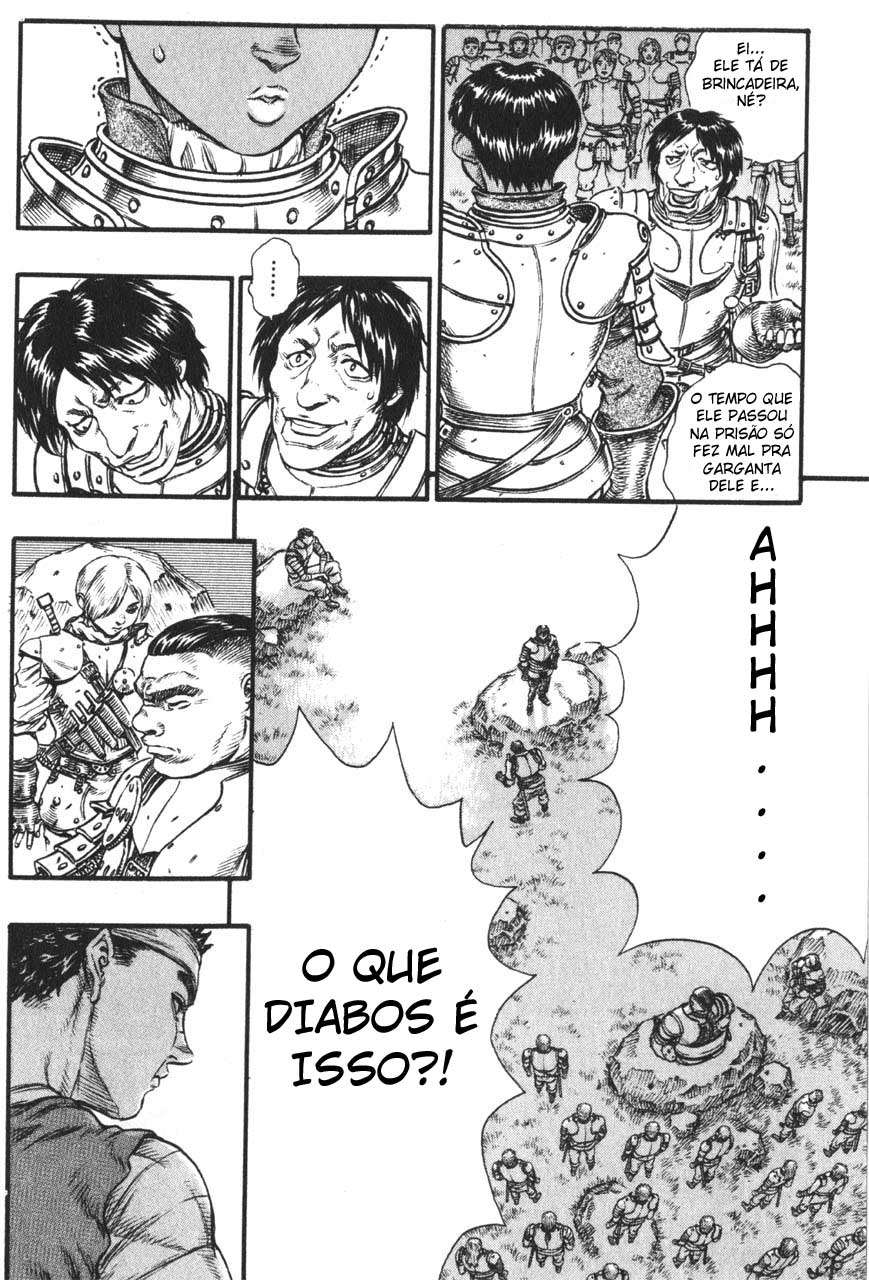 EI...
ELE TÁ DE
BRINCADEIRA,
NÉ?
O TEMPO QUE
ELE PASSOU
NA PRISÃO SÓ
FEZ MAL PRA
GARGANTA
DELE E...
........
AHHHH....
O QUE
DIABOS É
ISSO?!